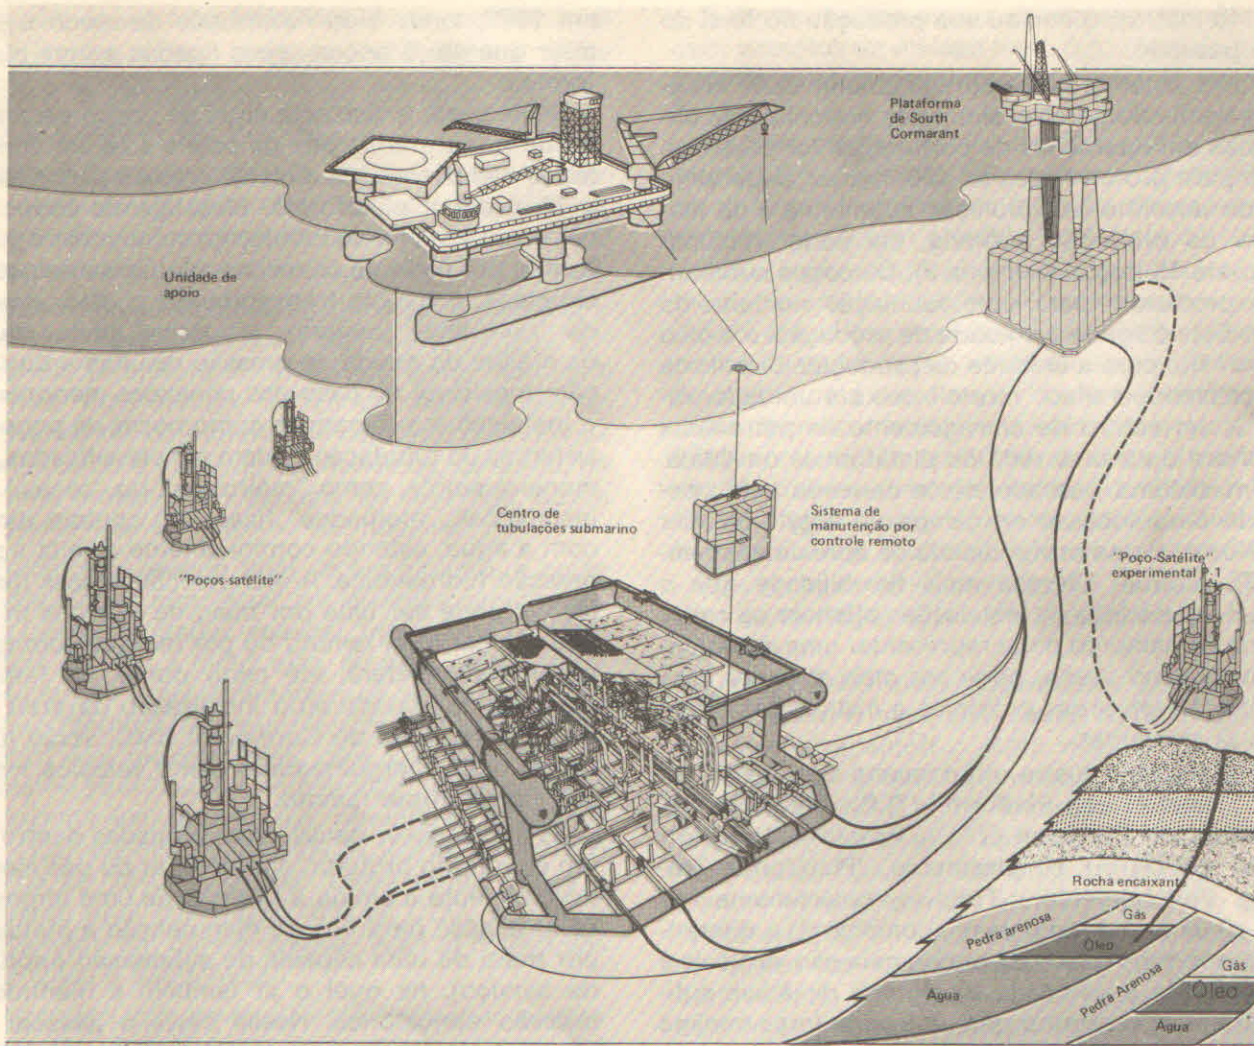 Plataforma
de South
Cormarant
Unidade de
apoio
Centro de
tubulações submarino
Sistema de
manutenção por
controle remoto
"Poços-satélite"
"Poço-Satélite"
experimental P.1
Rocha encaixante
Pedra arenosa
Gás
Óleo
Água
Pedra Arenosa
Gás
Óleo
Água